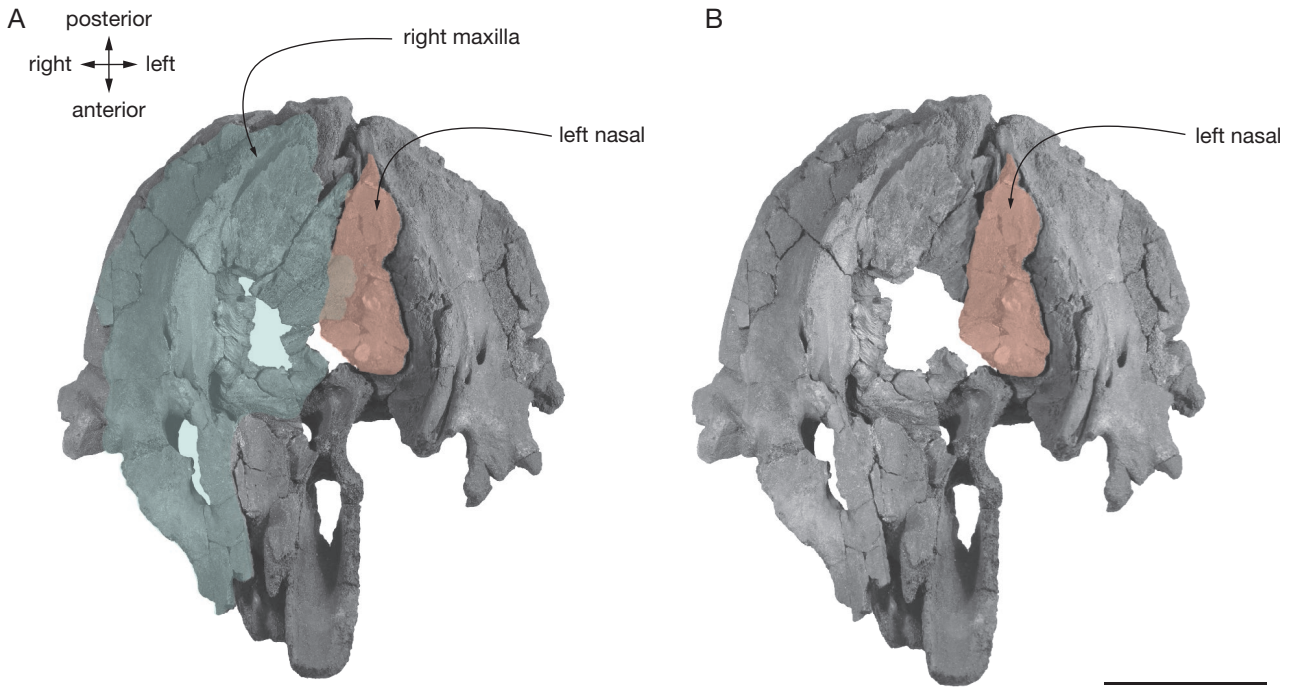 A
posterior
right left
anterior
right maxilla
left nasal
B
left nasal